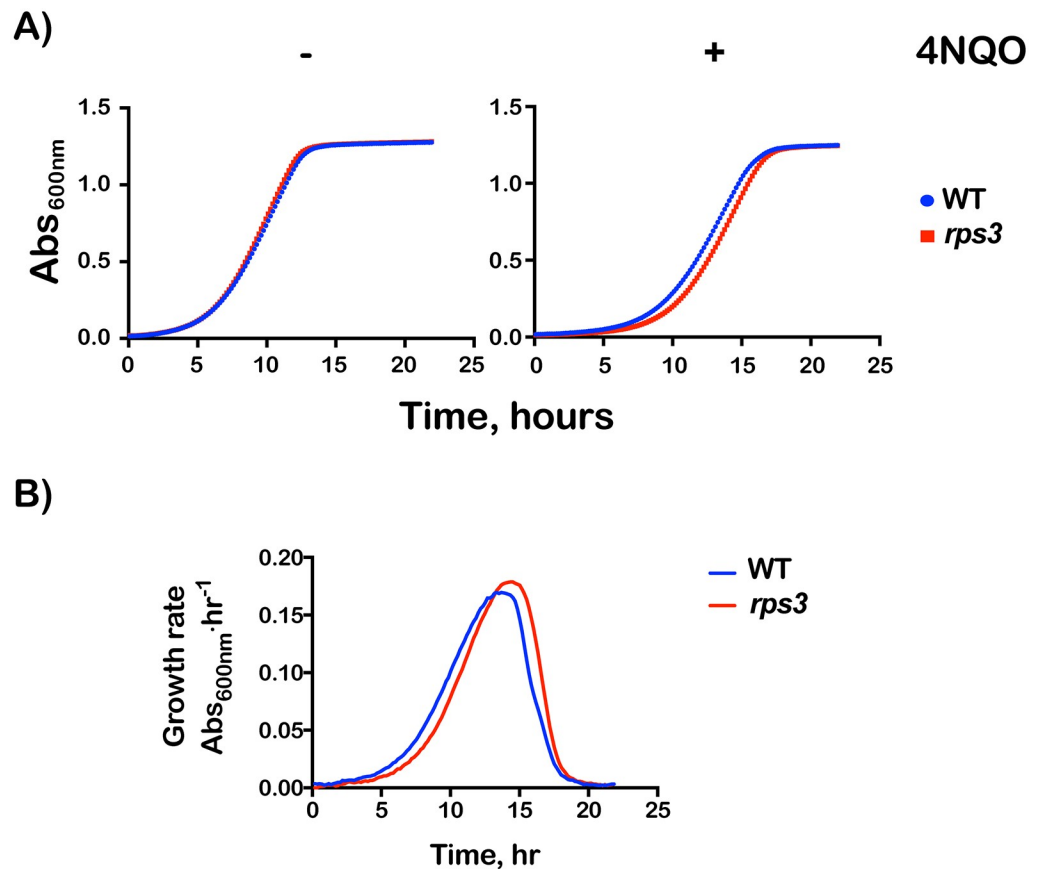 A)
- + 4NQO
1.5 1.5
1.0 1.0
0.5 0.5
0.0 0.0
0 5 10 15 20 25 0 5 10 15 20 25
Abs600nm
WT
rps3
Time, hours
B)
0.20
0.15
0.10
0.05
0.00
0 5 10 15 20 25
Growth rate
Abs600nm·hr-1
WT
rps3
Time, hr